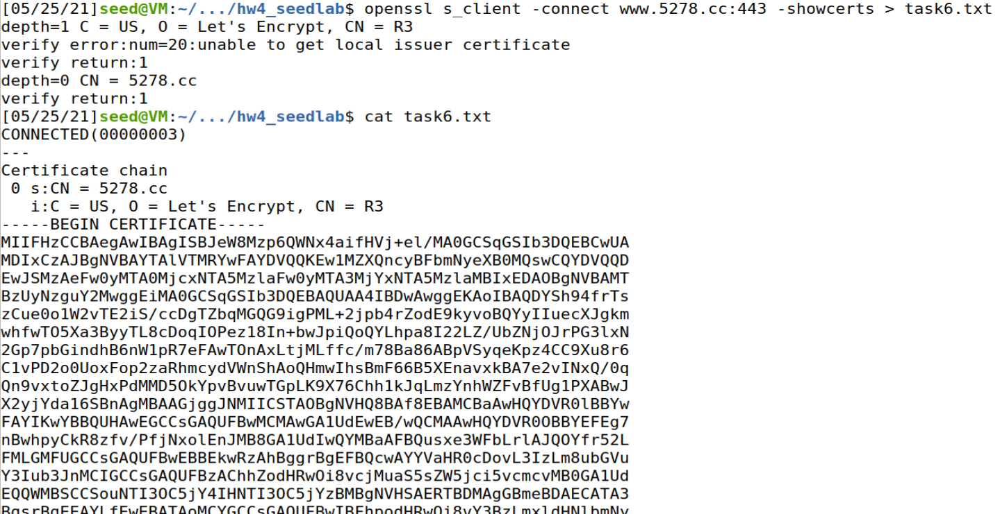 [05/25/21]seed@VM:~/.../hw4_seedlab$ openssl s_client -connect www.5278.cc:443 -showcerts > task6.txt
depth=1 C = US, O = Let's Encrypt, CN = R3
verify error:num=20:unable to get local issuer certificate
verify return:1
depth=0 CN = 5278.cc
verify return:1
[05/25/21]seed@VM:~/.../hw4_seedlab$ cat task6.txt
CONNECTED(00000003)
---
Certificate chain
 0 s:CN = 5278.cc
   i:C = US, O = Let's Encrypt, CN = R3
-----BEGIN CERTIFICATE-----
MIIFHzCCBAegAwIBAgISBJeW8Mzp6QWNx4aifHVj+el/MA0GCSqGSIb3DQEBCwUA
MDIxCzAJBgNVBAYTAlVTMRYwFAYDVQQKEw1MZXQncyBFbmNyeXB0MQswCQYDVQQD
EwJSMzAeFw0yMTA0MjcxNTA5MzlaFw0yMTA3MjYxNTA5MzlaMBIxEDAOBgNVBAMT
BzUyNzguY2MwggEiMA0GCSqGSIb3DQEBAQUAA4IBDwAwggEKAoIBAQDYSh94frTs
zCue0o1W2vTE2iS/ccDgTZbqMGQG9igPML+2jpb4rZodE9kyvoBQYyIIuecXJgkm
whfwTO5Xa3ByyTL8cDoqIOPez18In+bwJpiQoQYLhpa8I22LZ/UbZNjOJrPG3lxN
2Gp7pbGindhB6nW1pR7eFAwTOnAxLtjMLffc/m78Ba86ABpVSyqeKpz4CC9Xu8r6
C1vPD2o0UoxFop2zaRhmcydVWnShAoQHmwIhsBmF66B5XEnavxkBA7e2vINxQ/0q
Qn9vxtoZJgHxPdMMD5OkYpvBvuwTGpLK9X76Chh1kJqLmzYnhWZFvBfUg1PXABwJ
X2yjYda16SBnAgMBAAGjggJNMIICSTAOBgNVHQ8BAf8EBAMCBaAwHQYDVR0lBBYw
FAYIKwYBBQUHAwEGCCsGAQUFBwMCMAwGA1UdEwEB/wQCMAAwHQYDVR0OBBYEFEg7
nBwhpyCkR8zfv/PfjNxolEnJMB8GA1UdIwQYMBaAFBQusxe3WFbLrlAJQOYfr52L
FMLGMFUGCCsGAQUFBwEBBEkwRzAhBggrBgEFBQcwAYYVaHR0cDovL3IzLm8ubGVu
Y3Iub3JnMCIGCCsGAQUFBzAChhZodHRwOi8vcjMuaS5sZW5jci5vcmcvMB0GA1Ud
EQQWMBSCCSouNTI3OC5jY4IHNTI3OC5jYzBMBgNVHSAERTBDMAgGBmeBDAECATA3
BgsrBgEEAYLfEwEBATAoMCYGCCsGAQUFBwIBFhpodHRwOi8vY3BzLmxldHNlbmNy